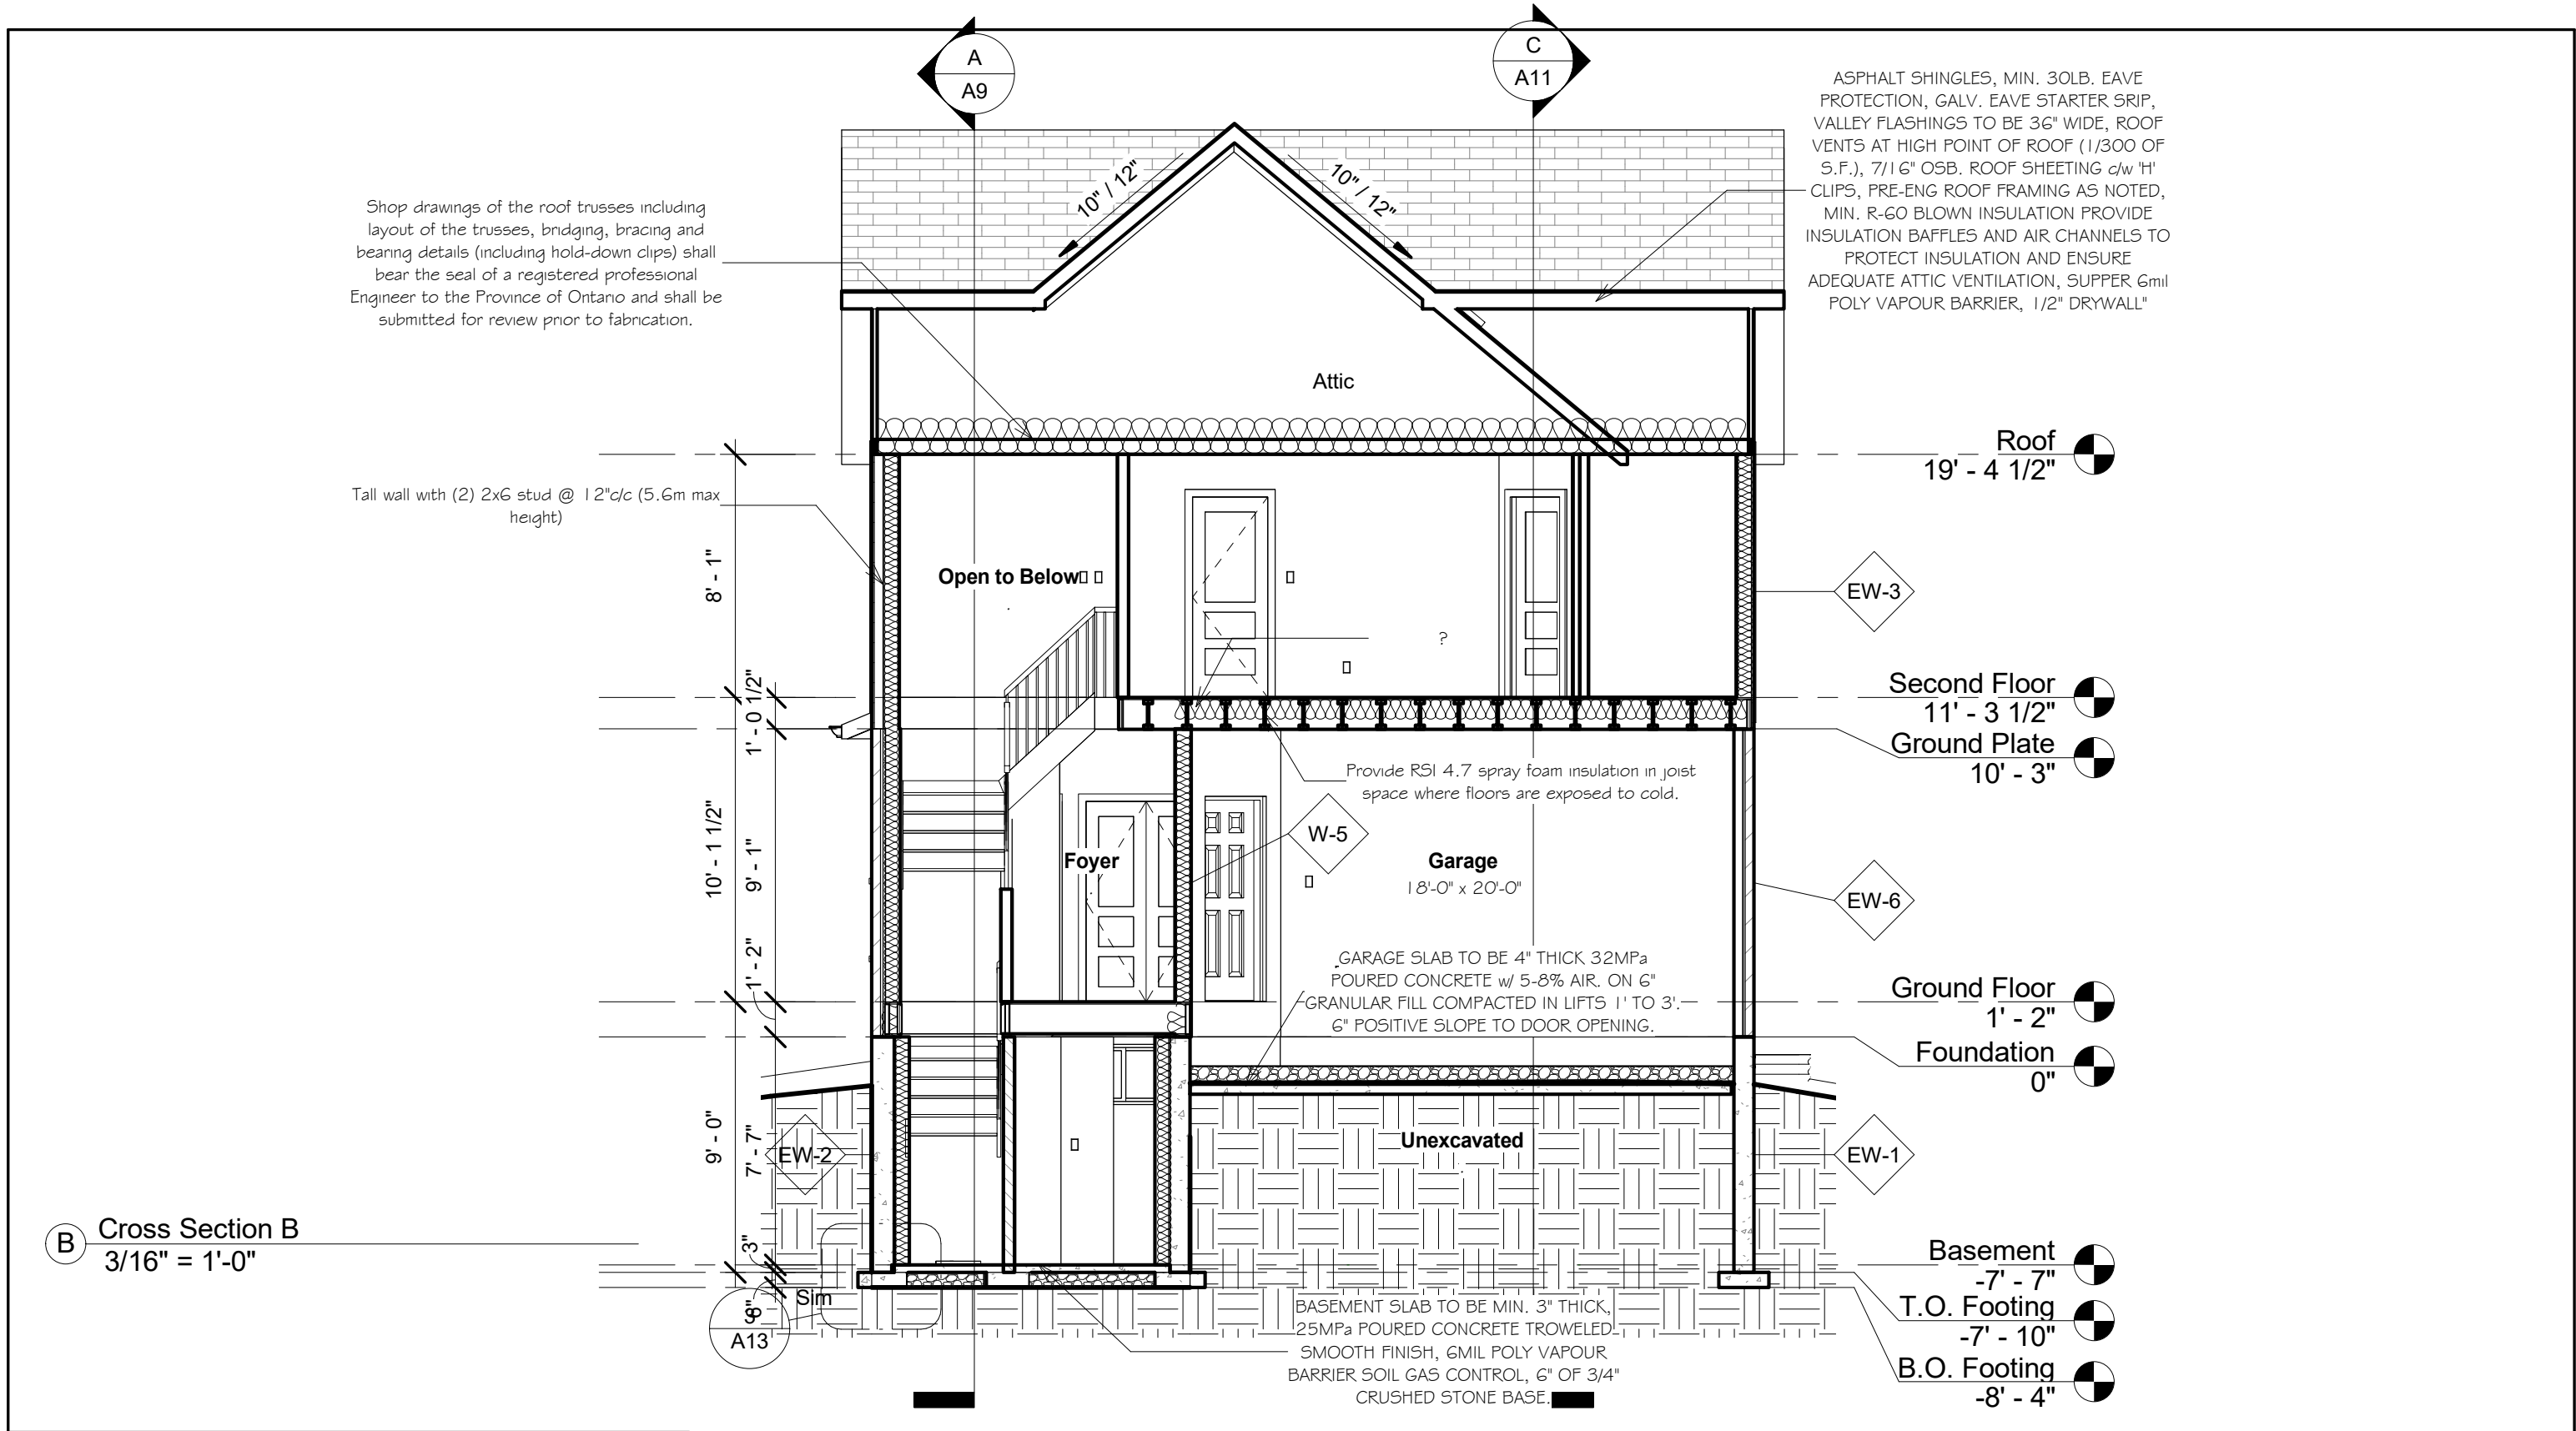 A
A9
C
A11
ASPHALT SHINGLES, MIN. 30LB. EAVE
PROTECTION, GALV. EAVE STARTER SRIP,
VALLEY FLASHINGS TO BE 36" WIDE, ROOF
VENTS AT HIGH POINT OF ROOF (1/300 OF
S.F.), 7/16" OSB. ROOF SHEETING c/w 'H'
CLIPS, PRE-ENG ROOF FRAMING AS NOTED,
MIN. R-60 BLOWN INSULATION PROVIDE
INSULATION BAFFLES AND AIR CHANNELS TO
PROTECT INSULATION AND ENSURE
ADEQUATE ATTIC VENTILATION, SUPPER 6mil
POLY VAPOUR BARRIER, 1/2" DRYWALL"
10" / 12"
10" / 12"
Shop drawings of the roof trusses including
layout of the trusses, bridging, bracing and
bearing details (including hold-down clips) shall
bear the seal of a registered professional
Engineer to the Province of Ontario and shall be
submitted for review prior to fabrication.
Attic
Roof
19' - 4 1/2"
Tall wall with (2) 2x6 stud @ 12"c/c (5.6m max
height)
8' - 1"
Open to Below
EW-3
?
Second Floor
11' - 3 1/2"
1' - 0 1/2"
Ground Plate
10' - 3"
Provide RSI 4.7 spray foam insulation in joist
space where floors are exposed to cold.
W-5
10' - 1 1/2"
9' - 1"
Foyer
Garage
18'-0" x 20'-0"
EW-6
1' - 2"
GARAGE SLAB TO BE 4" THICK 32MPa
POURED CONCRETE w/ 5-8% AIR. ON 6"
GRANULAR FILL COMPACTED IN LIFTS 1' TO 3'.
6" POSITIVE SLOPE TO DOOR OPENING.
Ground Floor
1' - 2"
Foundation
0"
9' - 0"
7' - 7"
EW-2
Unexcavated
EW-1
B
Cross Section B
3/16" = 1'-0"
3"
Basement
-7' - 7"
T.O. Footing
-7' - 10"
B.O. Footing
-8' - 4"
Sim
A13
BASEMENT SLAB TO BE MIN. 3" THICK,
25MPa POURED CONCRETE TROWELED
SMOOTH FINISH, 6MIL POLY VAPOUR
BARRIER SOIL GAS CONTROL, 6" OF 3/4"
CRUSHED STONE BASE.